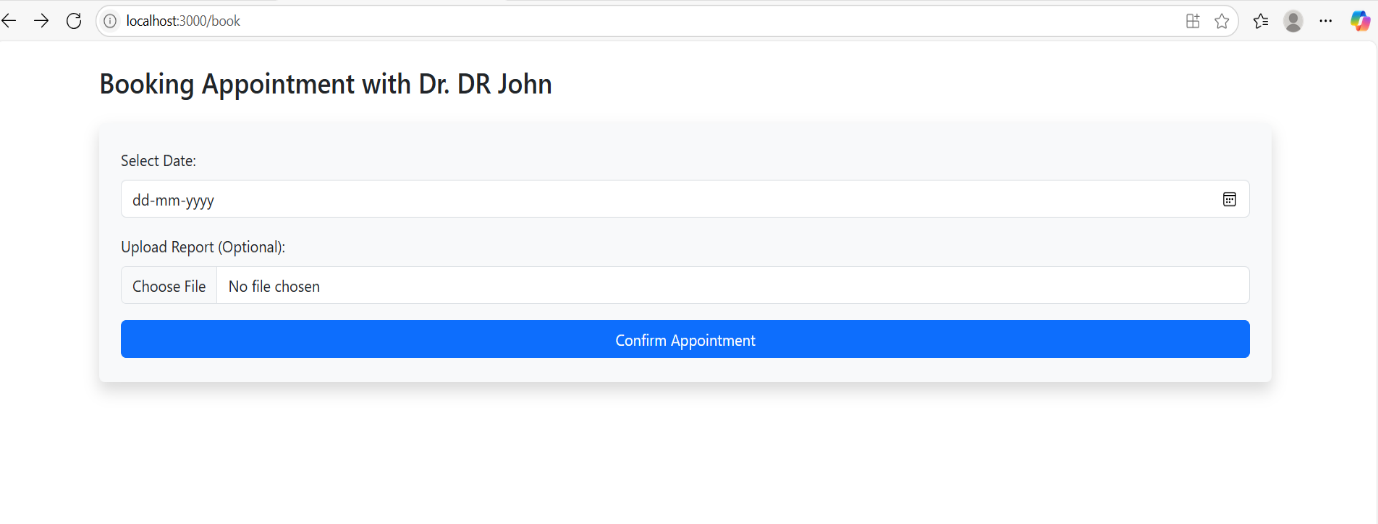 localhost:3000/book
Booking Appointment with Dr. DR John
Select Date:
dd-mm-yyyy
Upload Report (Optional):
Choose File No file chosen
Confirm Appointment